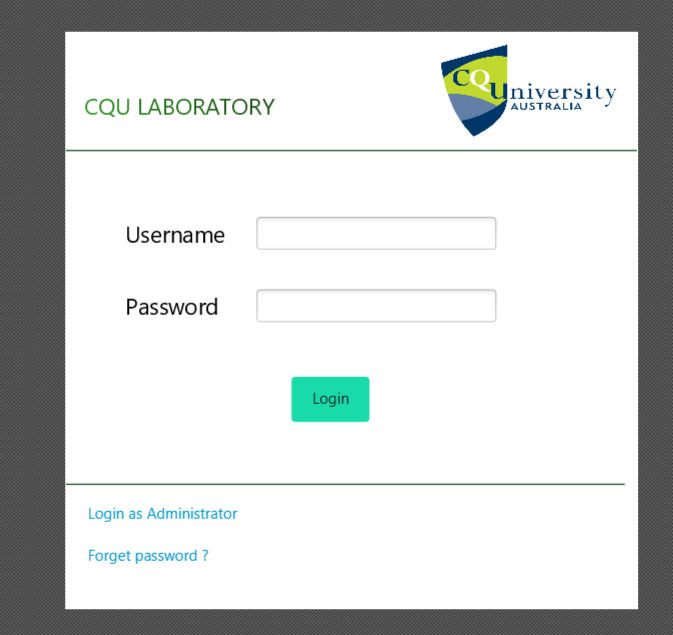 CQU LABORATORY
CQUniversity
AUSTRALIA
Username
Password
Login
Login as Administrator
Forget password ?